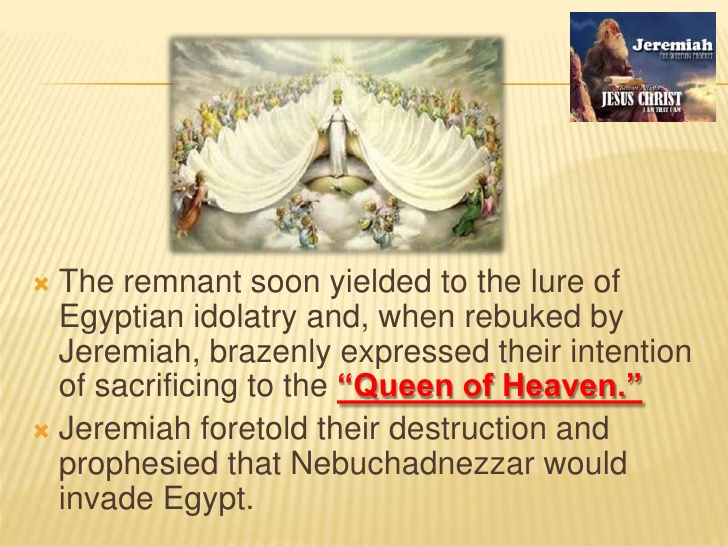 Jeremiah
THE WEEPING PROPHET
JESUS CHRIST
I AM THAT I AM
The remnant soon yielded to the lure of
Egyptian idolatry and, when rebuked by
Jeremiah, brazenly expressed their intention
of sacrificing to the “Queen of Heaven.”
Jeremiah foretold their destruction and
prophesied that Nebuchadnezzar would
invade Egypt.